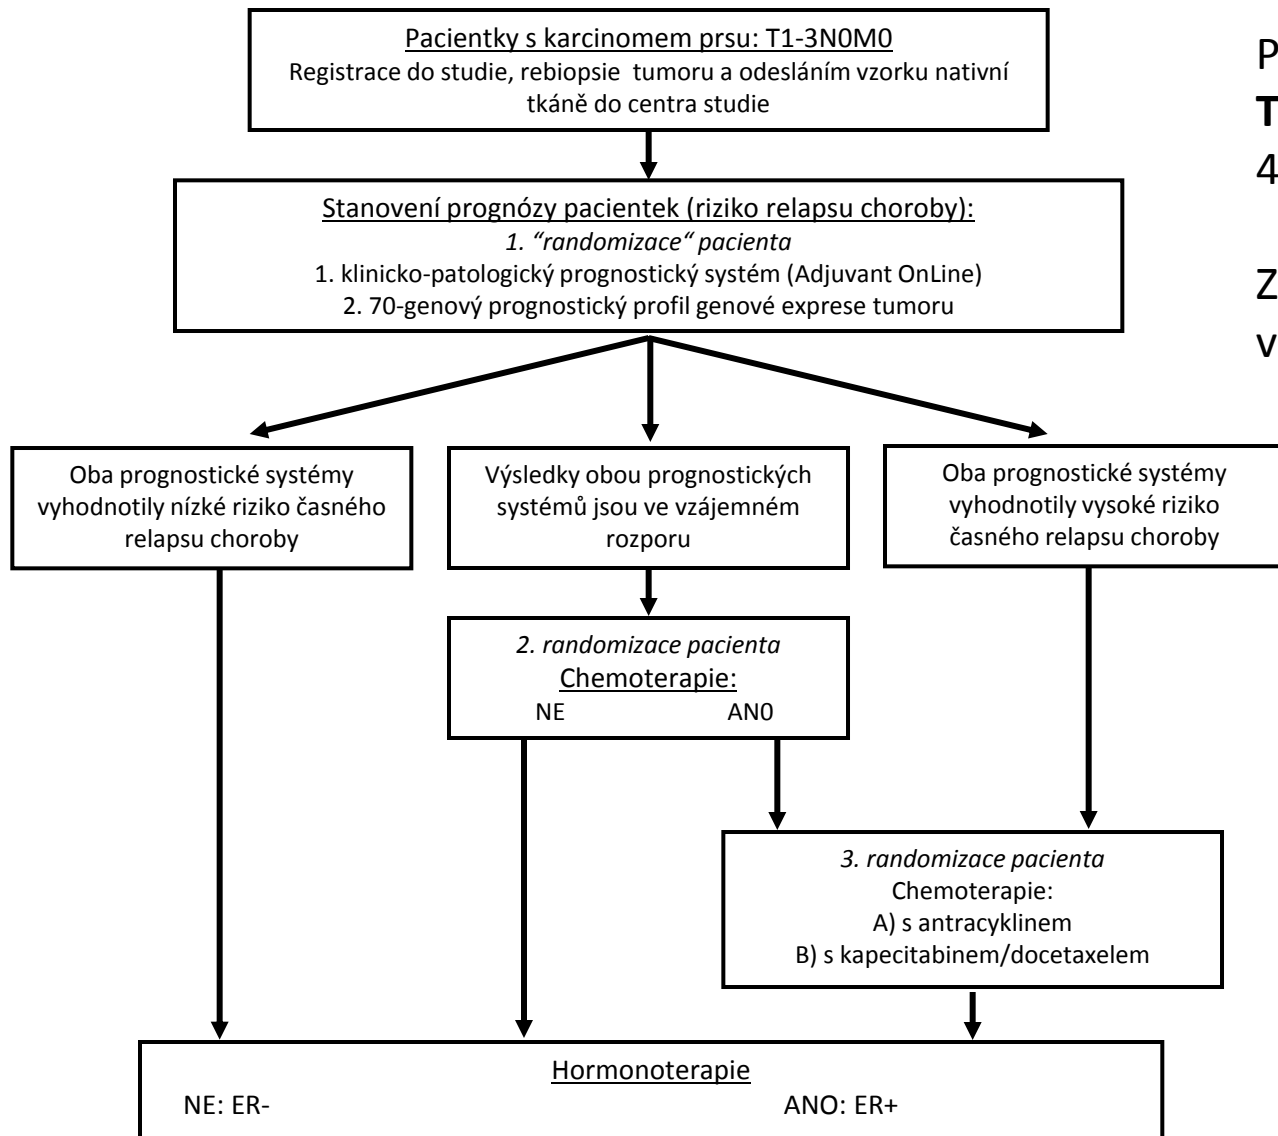 Pacientky s karcinomem prsu: T1-3N0M0
Registrace do studie, rebiopsie tumoru a odesláním vzorku nativní
tkáně do centra studie
Stanovení prognózy pacientek (riziko relapsu choroby):
1. “randomizace“ pacienta
1. klinicko-patologický prognostický systém (Adjuvant OnLine)
2. 70-genový prognostický profil genové exprese tumoru
Oba prognostické systémy
vyhodnotily nízké riziko časného
relapsu choroby
Výsledky obou prognostických
systémů jsou ve vzájemném
rozporu
Oba prognostické systémy
vyhodnotily vysoké riziko
časného relapsu choroby
2. randomizace pacienta
Chemoterapie:
NE AN0
3. randomizace pacienta
Chemoterapie:
A) s antracyklinem
B) s kapecitabinem/docetaxelem
Hormonoterapie
NE: ER- ANO: ER+
P
T
4
Z
v